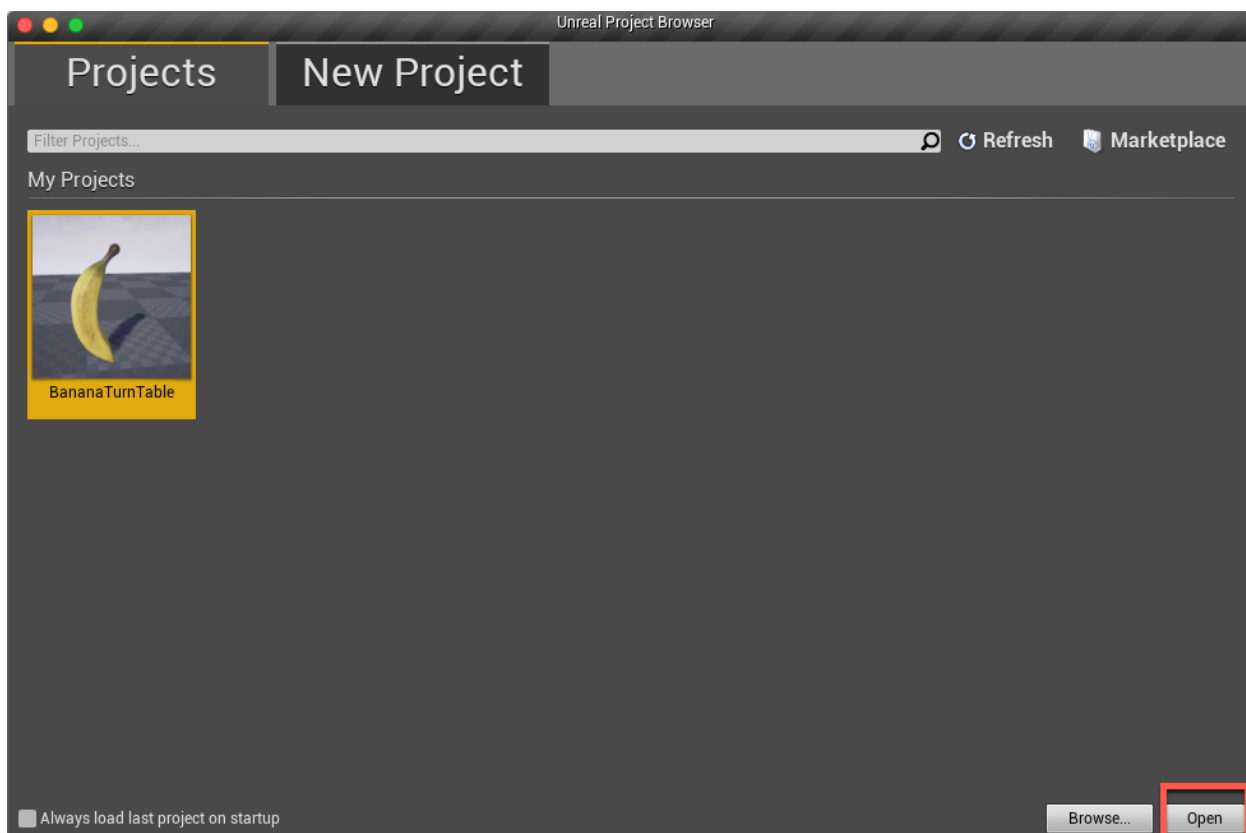 Unreal Project Browser
Projects
New Project
Filter Projects...
Refresh
Marketplace
My Projects
BananaTurnTable
Always load last project on startup
Browse...
Open